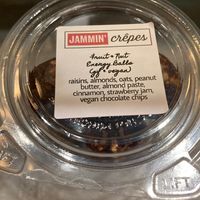 JAMMIN' crêpes
Fruit + Nut
Energy Balls
(gf + vegan)
raisins, almonds, oats, peanut
butter, almond paste,
cinnamon, strawberry jam,
vegan chocolate chips